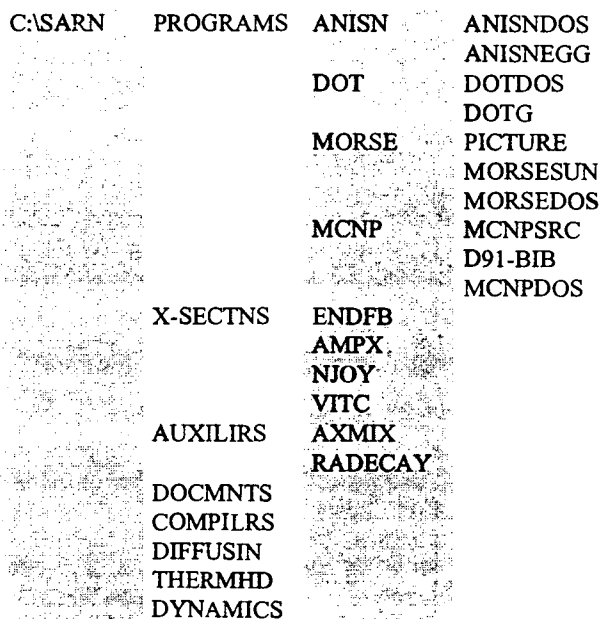 C:\SARN PROGRAMS ANISN ANISNDOS
ANISNEGG
DOT DOTDOS
DOTG
MORSE PICTURE
MORSESUN
MORSEDOS
MCNP MCNPSRC
D91-BIB
MCNPDOS
X-SECTNS ENDFB
AMPX
NJOY
VITC
AUXILIRS AXMIX
RADECAY
DOCMNTS
COMPILRS
DIFFUSIN
THERMHD
DYNAMICS